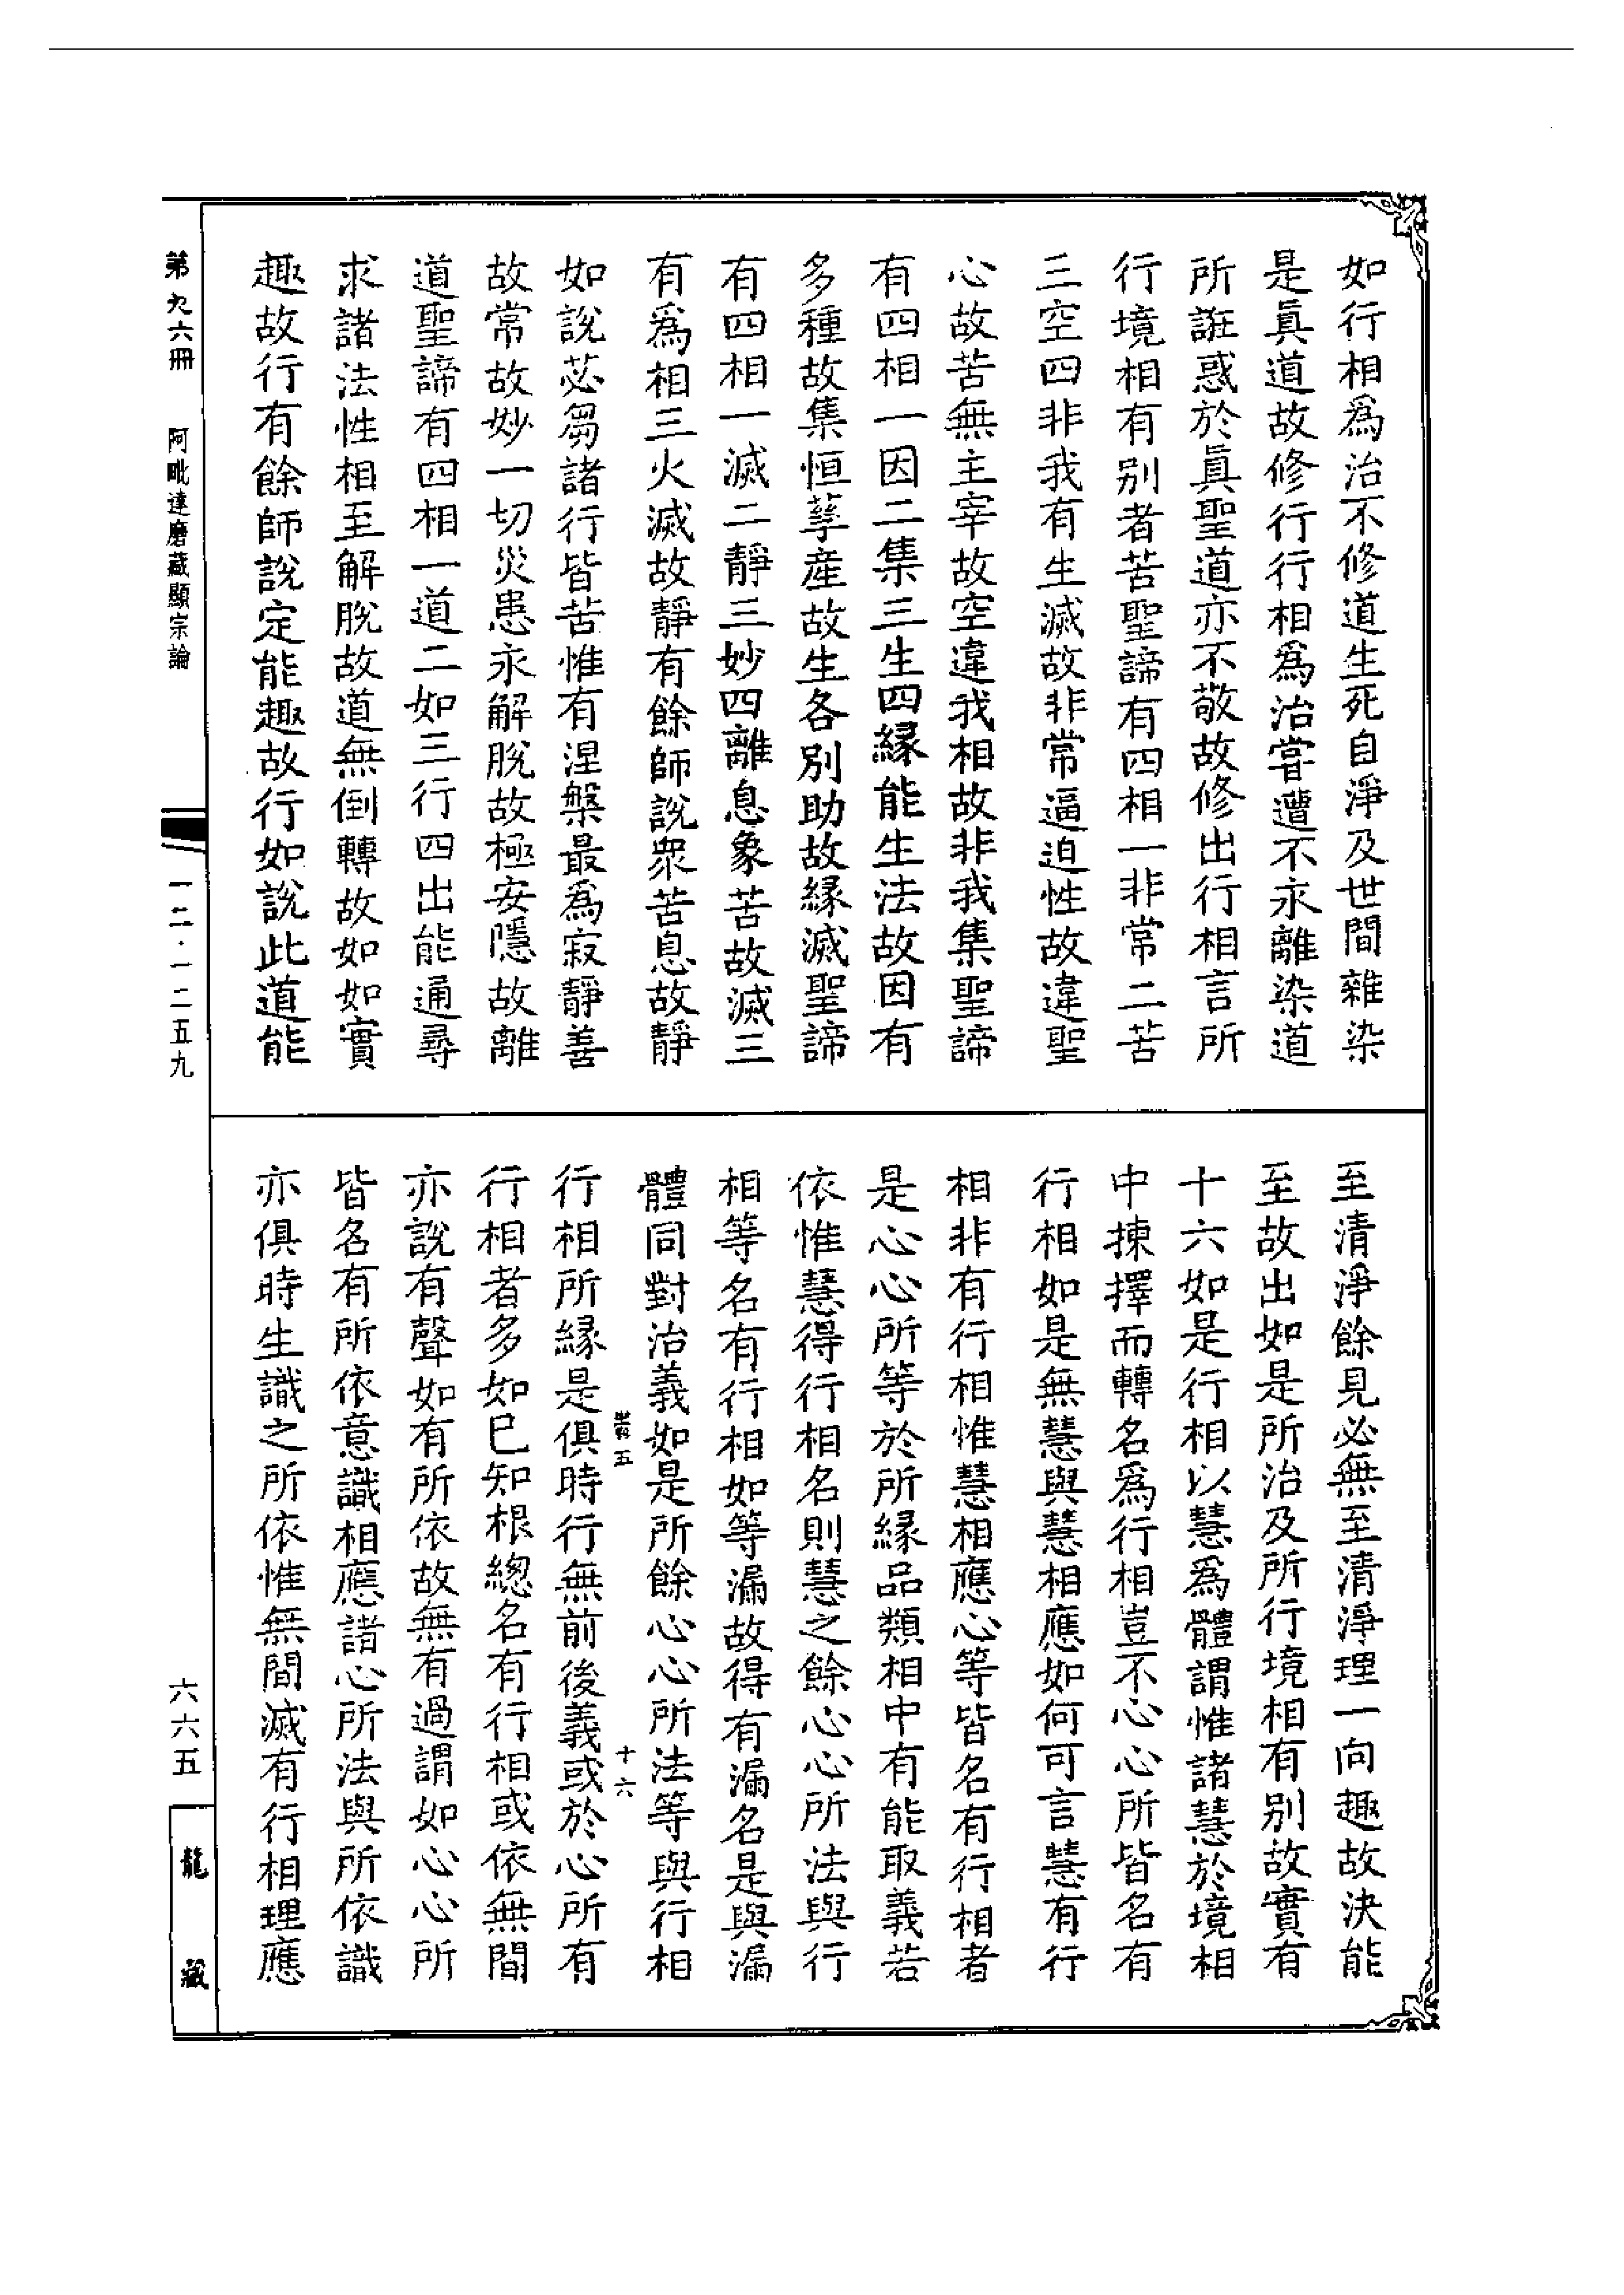 如行相爲治不修道生死自淨及世間雜染
是眞道故修行行相爲治嘗遭不永離染道
所誑惑於眞聖道亦不敬故修出行相言所
行境相有别者苦聖諦有四相一非常二苦
三空四非我有生滅故非常逼迫性故違聖
心故苦無主宰故空違我相故非我集聖諦
有四相一因二集三生四緣能生法故因有
多種故集恒孳産故生各別助故緣滅聖諦
有四相一滅二靜三妙四離息衆苦故滅三
有爲相三火滅故靜有餘師說衆苦息故靜
如說苾芻諸行皆苦惟有涅槃最爲寂靜善
故常故妙一切災患永解脫故極安隱故離
道聖諦有四相一道二如三行四出能通尋
求諸法性相至解脫故道無倒轉故如如實
趣故行有餘師說定能趣故行如說此道能
至清淨餘見必無至清淨理一向趣故決能
至故出如是所治及所行境相有别故實有
十六如是行相以慧爲體謂惟諸慧於境相
中揀擇而轉名爲行相豈不心心所皆名有
行相如是無慧與慧相應如何可言慧有行
相非有行相惟慧相應心等皆名有行相者
是心心所等於所緣品類相中有能取義若
依惟慧得行相名則慧之餘心心所法與行
相等名有行相如等漏故得有漏名是與漏
體同對治義如是所餘心心所法等與行相
行相所緣是俱時行無前後義或於心所有
行相者多如巳知根總名有行相或依無間
亦說有聲如有所依故無有過謂如心心所
皆名有所依意識相應諸心所法與所依識
亦俱時生識之所依惟無間滅有行相理應
五
十六
第九六冊
阿毗達磨藏顯宗論
一二·一二五九
六六五
龍藏